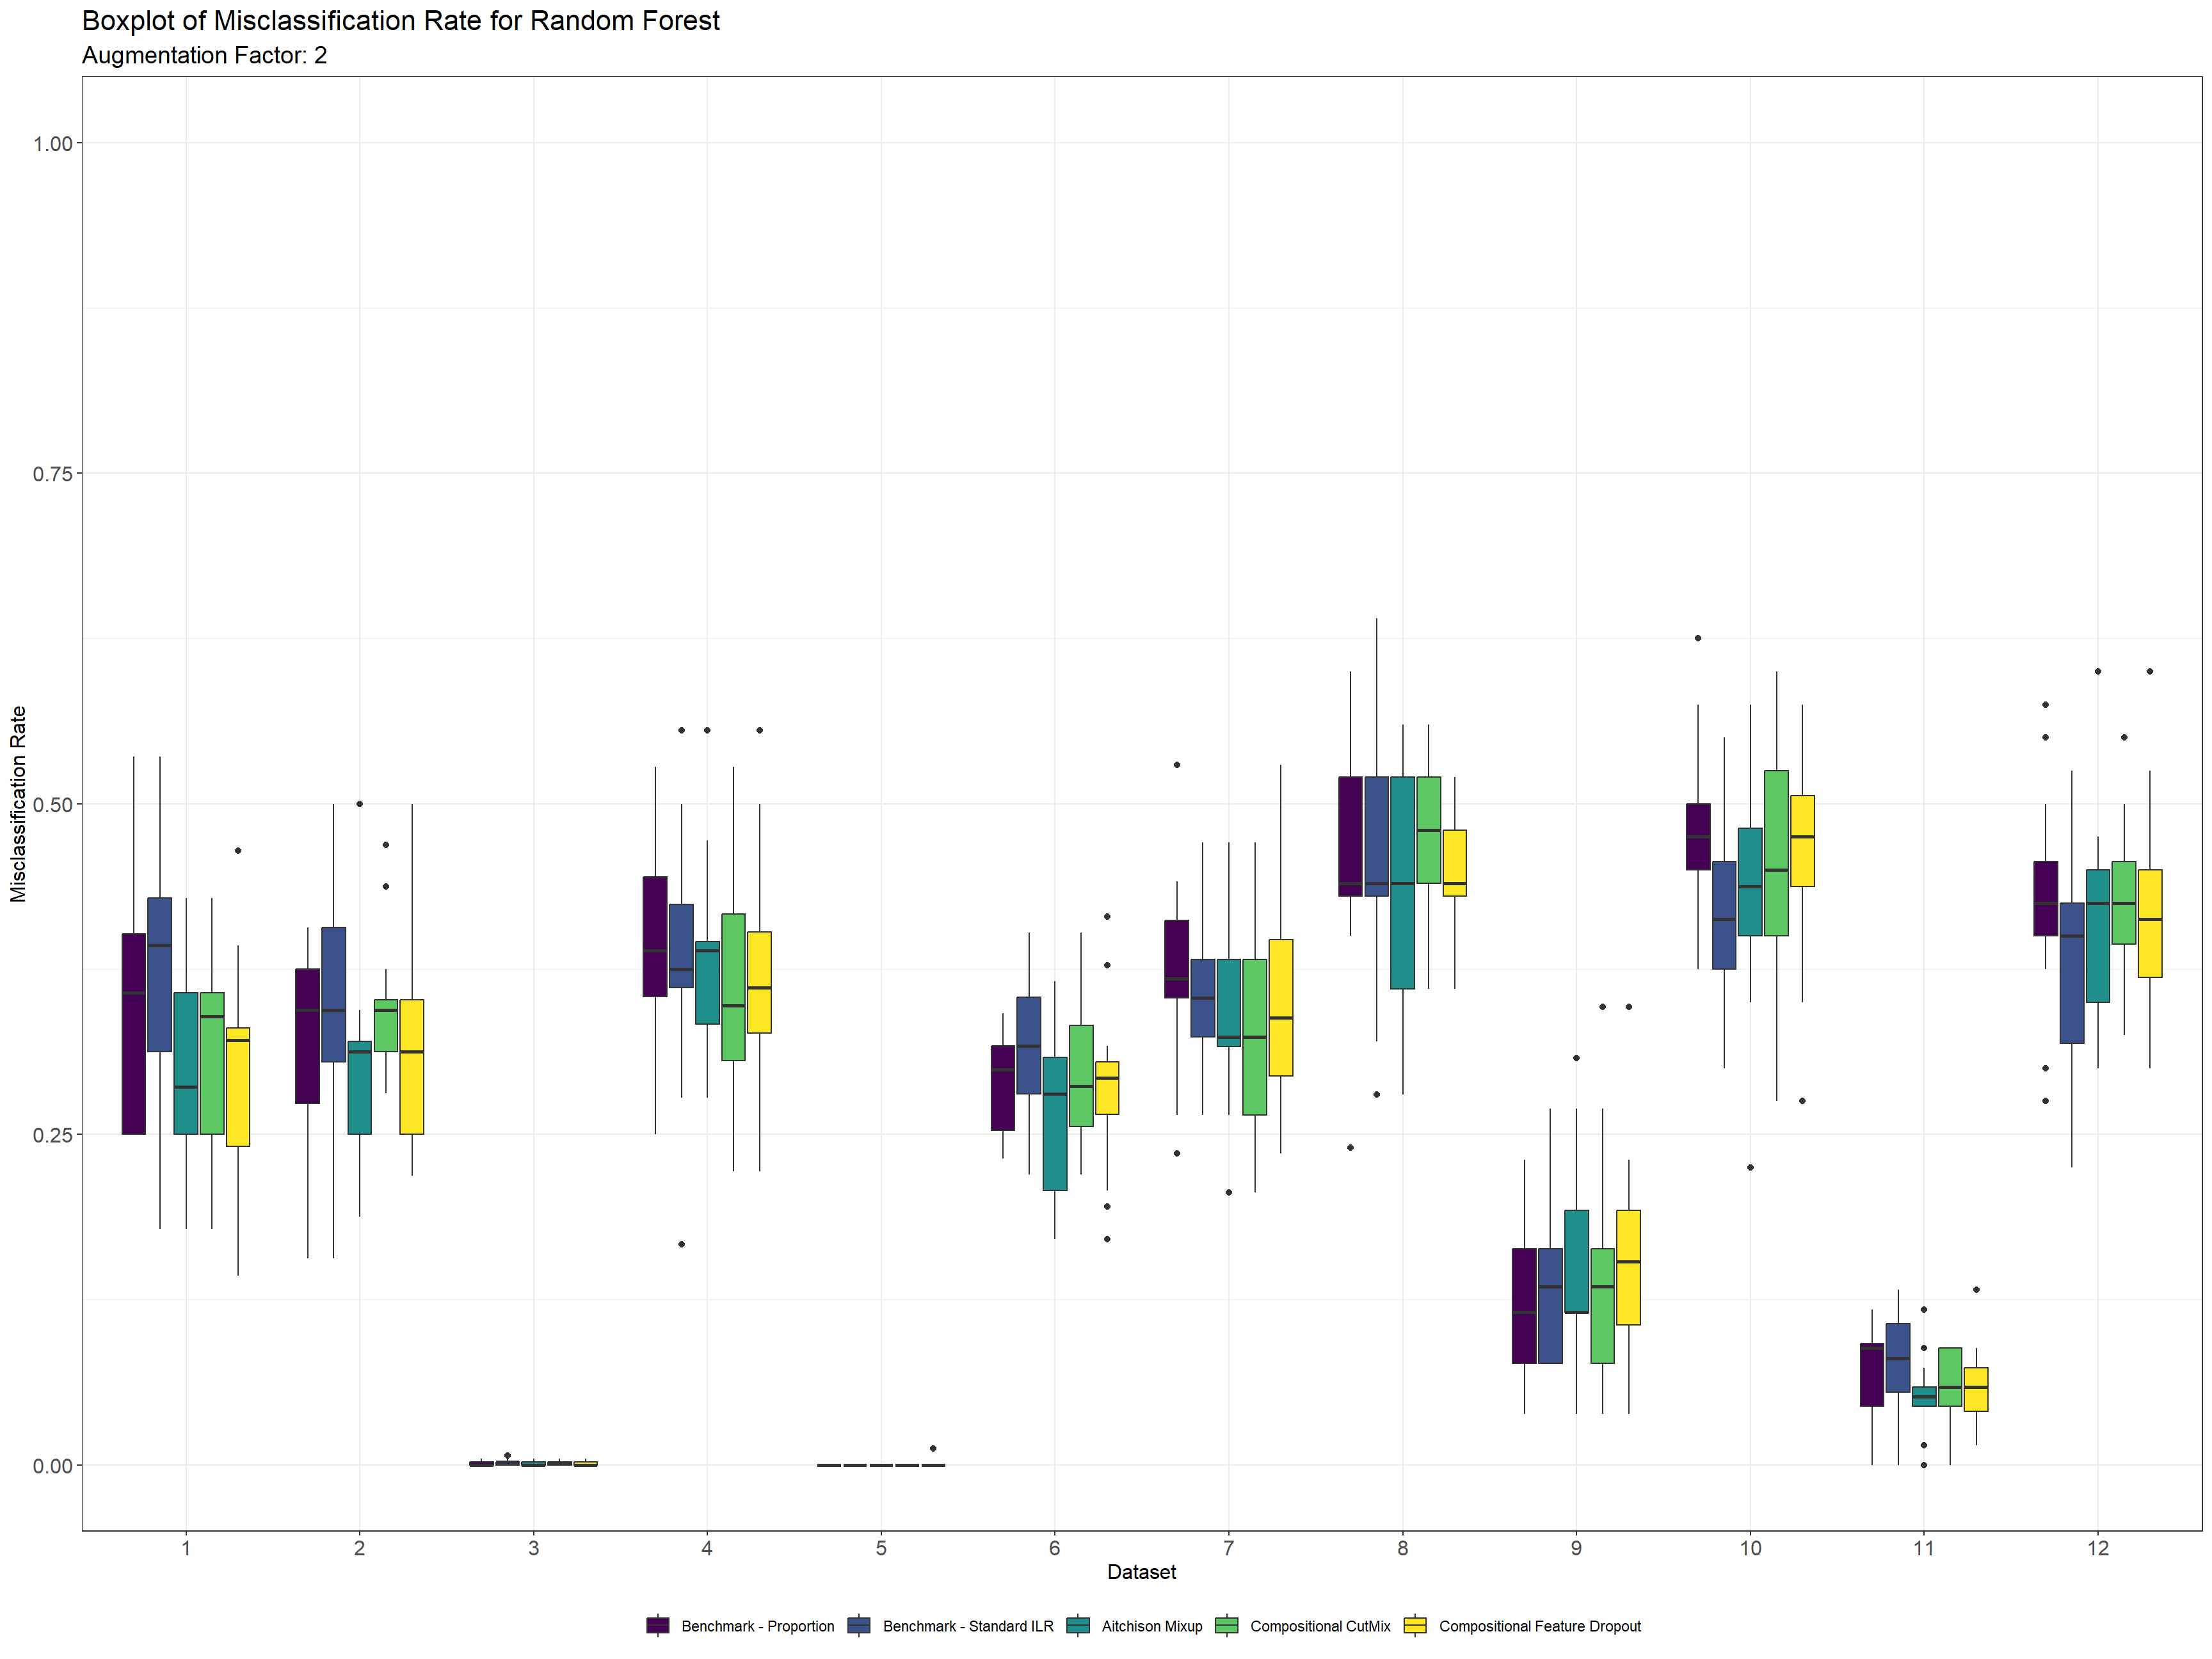 Boxplot of Misclassification Rate for Random Forest
Augmentation Factor: 2
1.00
0.75
0.50
0.25
0.00
Misclassification Rate
1 2 3 4 5 6 7 8 9 10 11 12
Dataset
Benchmark - Proportion Benchmark - Standard ILR Aitchison Mixup Compositional CutMix Compositional Feature Dropout